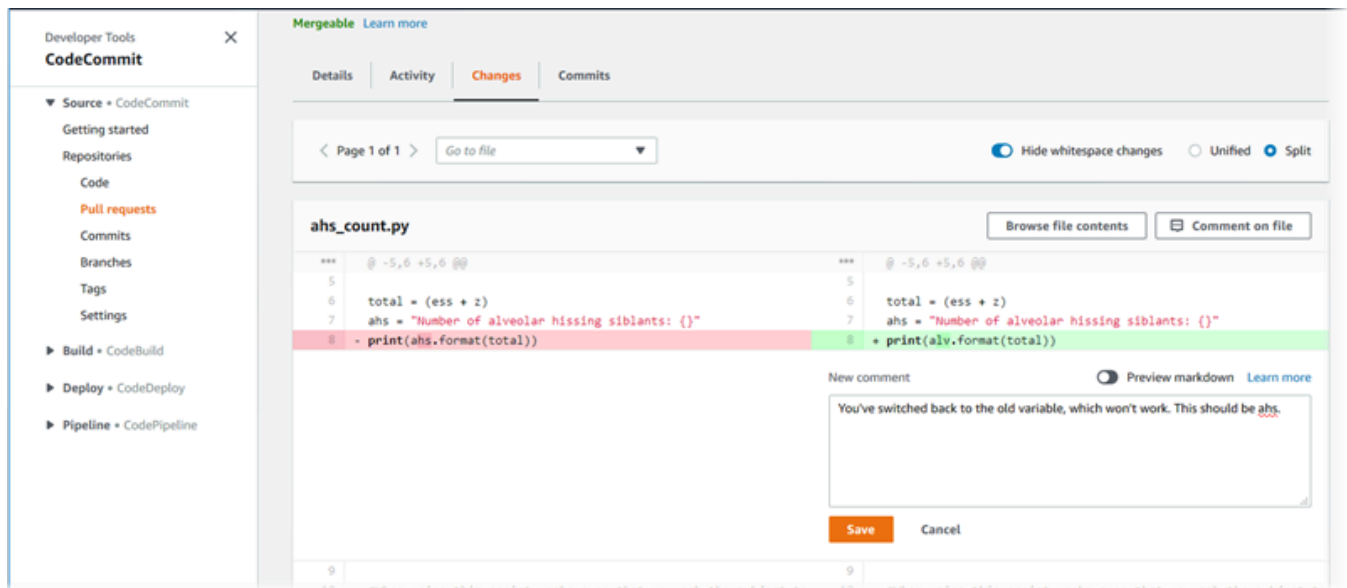 Mergeable Learn more
Developer Tools
CodeCommit
Details Activity Changes Commits
Source • CodeCommit
Getting started
Repositories
Code
Pull requests
Commits
Branches
Tags
Settings
Build • CodeBuild
Deploy • CodeDeploy
Pipeline • CodePipeline
Page 1 of 1 Go to file Hide whitespace changes Unified Split
ahs_count.py Browse file contents Comment on file
@ -5,6 +5,6 @@ @ -5,6 +5,6 @@
5 5
6 total = (ess + z) 6 total = (ess + z)
7 ahs = "Number of alveolar hissing siblants: {}" 7 ahs = "Number of alveolar hissing siblants: {}"
8 - print(ahs.format(total)) 8 + print(alv.format(total))
New comment Preview markdown Learn more
You've switched back to the old variable, which won't work. This should be ahs.
Save Cancel
9 9